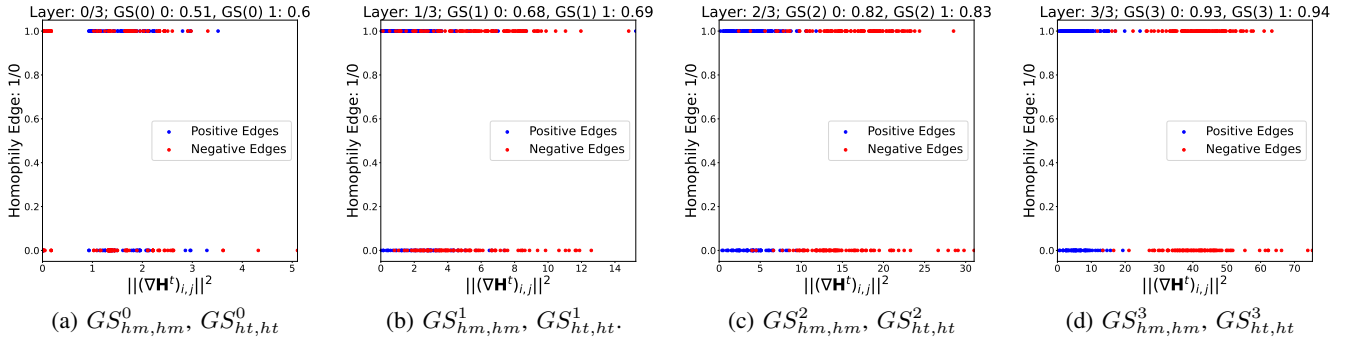 Layer: 0/3; GS(0) 0: 0.51, GS(0) 1: 0.6
Homophily Edge: 1/0
1.0
0.8
0.6
0.4
0.2
0.0
Positive Edges
Negative Edges
0 1 2 3 4 5
||(∇H^t)_{i,j}||^2
(a) GS^0_{hm,hm}, GS^0_{ht,ht}
Layer: 1/3; GS(1) 0: 0.68, GS(1) 1: 0.69
Homophily Edge: 1/0
1.0
0.8
0.6
0.4
0.2
0.0
Positive Edges
Negative Edges
0 2 4 6 8 10 12 14
||(∇H^t)_{i,j}||^2
(b) GS^1_{hm,hm}, GS^1_{ht,ht}.
Layer: 2/3; GS(2) 0: 0.82, GS(2) 1: 0.83
Homophily Edge: 1/0
1.0
0.8
0.6
0.4
0.2
0.0
Positive Edges
Negative Edges
0 5 10 15 20 25 30
||(∇H^t)_{i,j}||^2
(c) GS^2_{hm,hm}, GS^2_{ht,ht}
Layer: 3/3; GS(3) 0: 0.93, GS(3) 1: 0.94
Homophily Edge: 1/0
1.0
0.8
0.6
0.4
0.2
0.0
Positive Edges
Negative Edges
0 10 20 30 40 50 60 70
||(∇H^t)_{i,j}||^2
(d) GS^3_{hm,hm}, GS^3_{ht,ht}